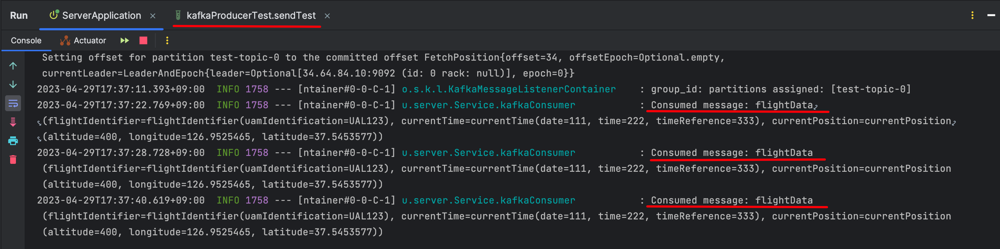 Run ServerApplication kafkaProducerTest.sendTest
Console Actuator
Setting offset for partition test-topic-0 to the committed offset FetchPosition{offset=34, offsetEpoch=Optional.empty,
currentLeader=LeaderAndEpoch{leader=Optional[34.64.84.10:9092 (id: 0 rack: null)], epoch=0}}
2023-04-29T17:37:11.393+09:00  INFO 1758 --- [ntainer#0-0-C-1] o.s.k.l.KafkaMessageListenerContainer    : group_id: partitions assigned: [test-topic-0]
2023-04-29T17:37:22.769+09:00  INFO 1758 --- [ntainer#0-0-C-1] u.server.Service.kafkaConsumer           : Consumed message: flightData
(flightIdentifier=flightIdentifier(uamIdentification=UAL123), currentTime=currentTime(date=111, time=222, timeReference=333), currentPosition=currentPosition
(altitude=400, longitude=126.9525465, latitude=37.5453577))
2023-04-29T17:37:28.728+09:00  INFO 1758 --- [ntainer#0-0-C-1] u.server.Service.kafkaConsumer           : Consumed message: flightData
(flightIdentifier=flightIdentifier(uamIdentification=UAL123), currentTime=currentTime(date=111, time=222, timeReference=333), currentPosition=currentPosition
(altitude=400, longitude=126.9525465, latitude=37.5453577))
2023-04-29T17:37:40.619+09:00  INFO 1758 --- [ntainer#0-0-C-1] u.server.Service.kafkaConsumer           : Consumed message: flightData
(flightIdentifier=flightIdentifier(uamIdentification=UAL123), currentTime=currentTime(date=111, time=222, timeReference=333), currentPosition=currentPosition
(altitude=400, longitude=126.9525465, latitude=37.5453577))